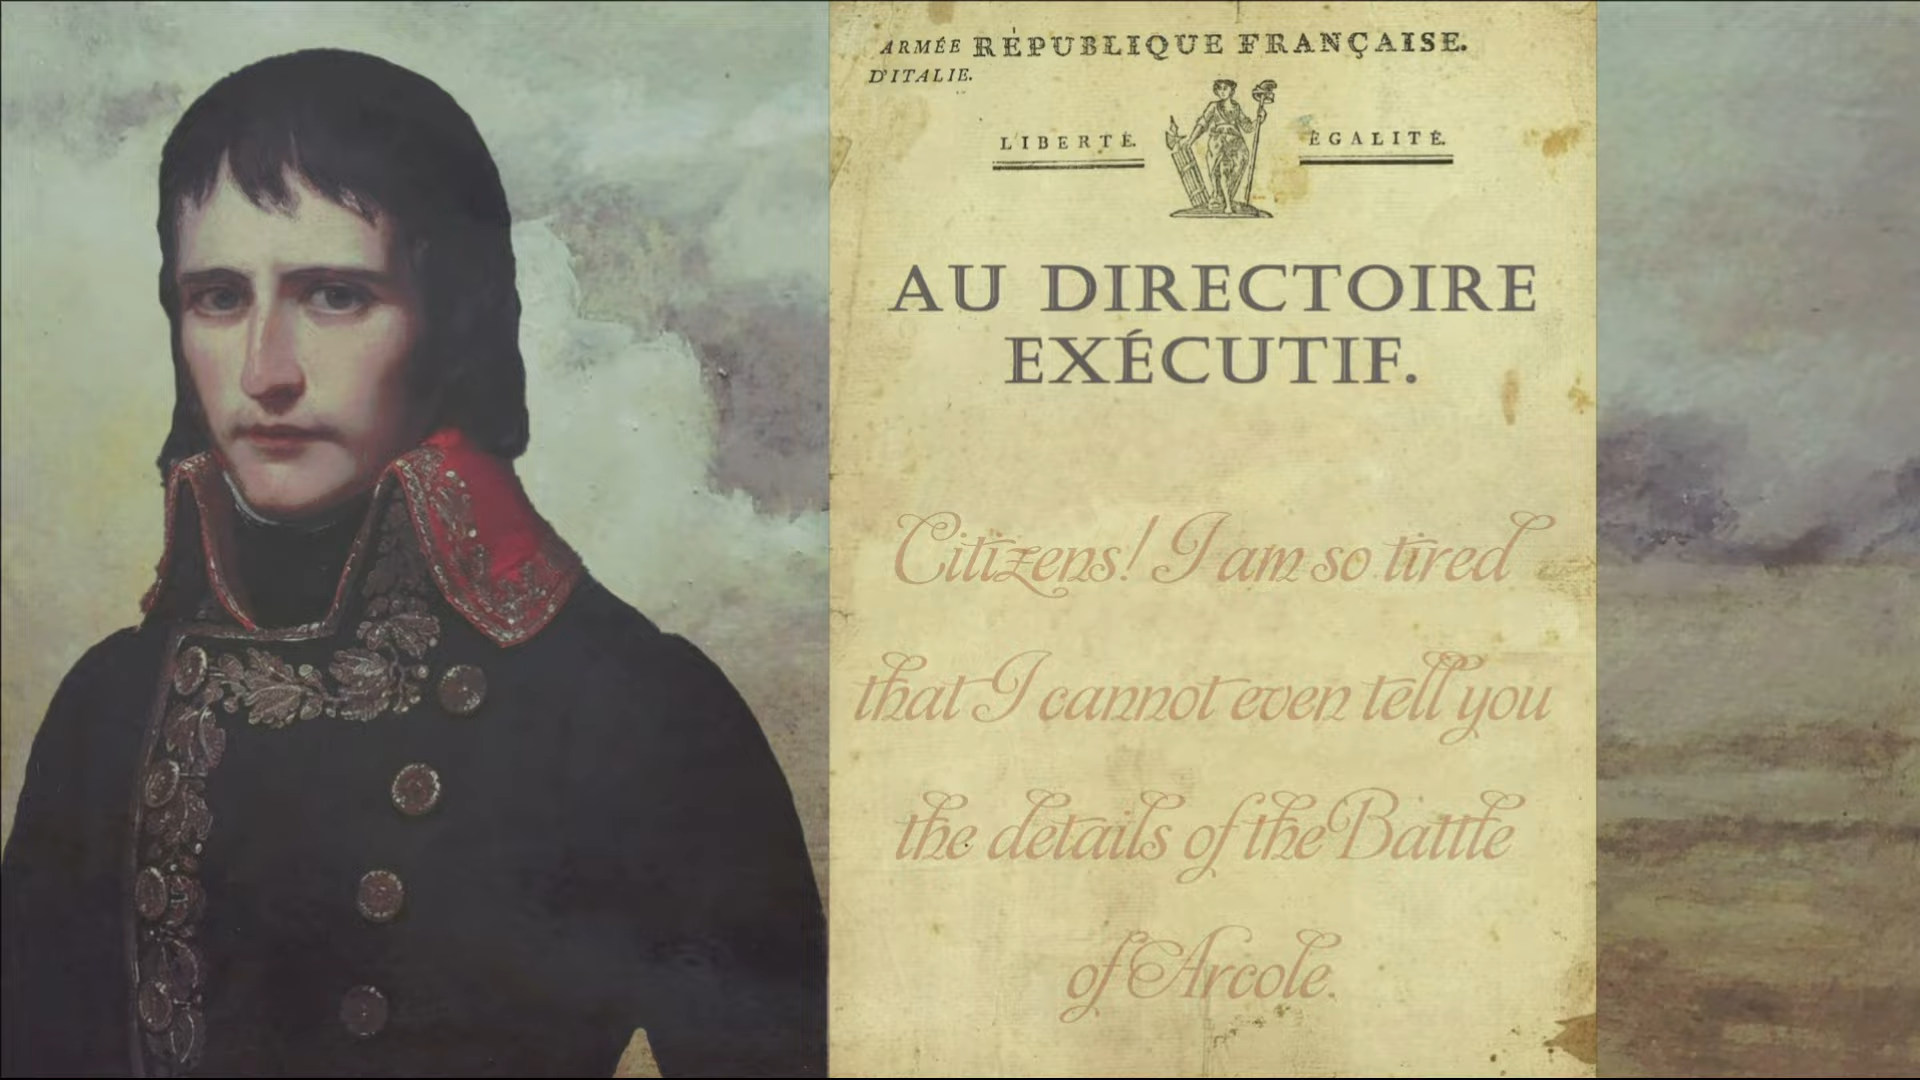 ARMÉE RÉPUBLIQUE FRANÇAISE.
D'ITALIE.
LIBERTÉ. ÉGALITÉ.
AU DIRECTOIRE
EXÉCUTIF.
Citizens! I am so tired
that I cannot even tell you
the details of the Battle
of Arcole.